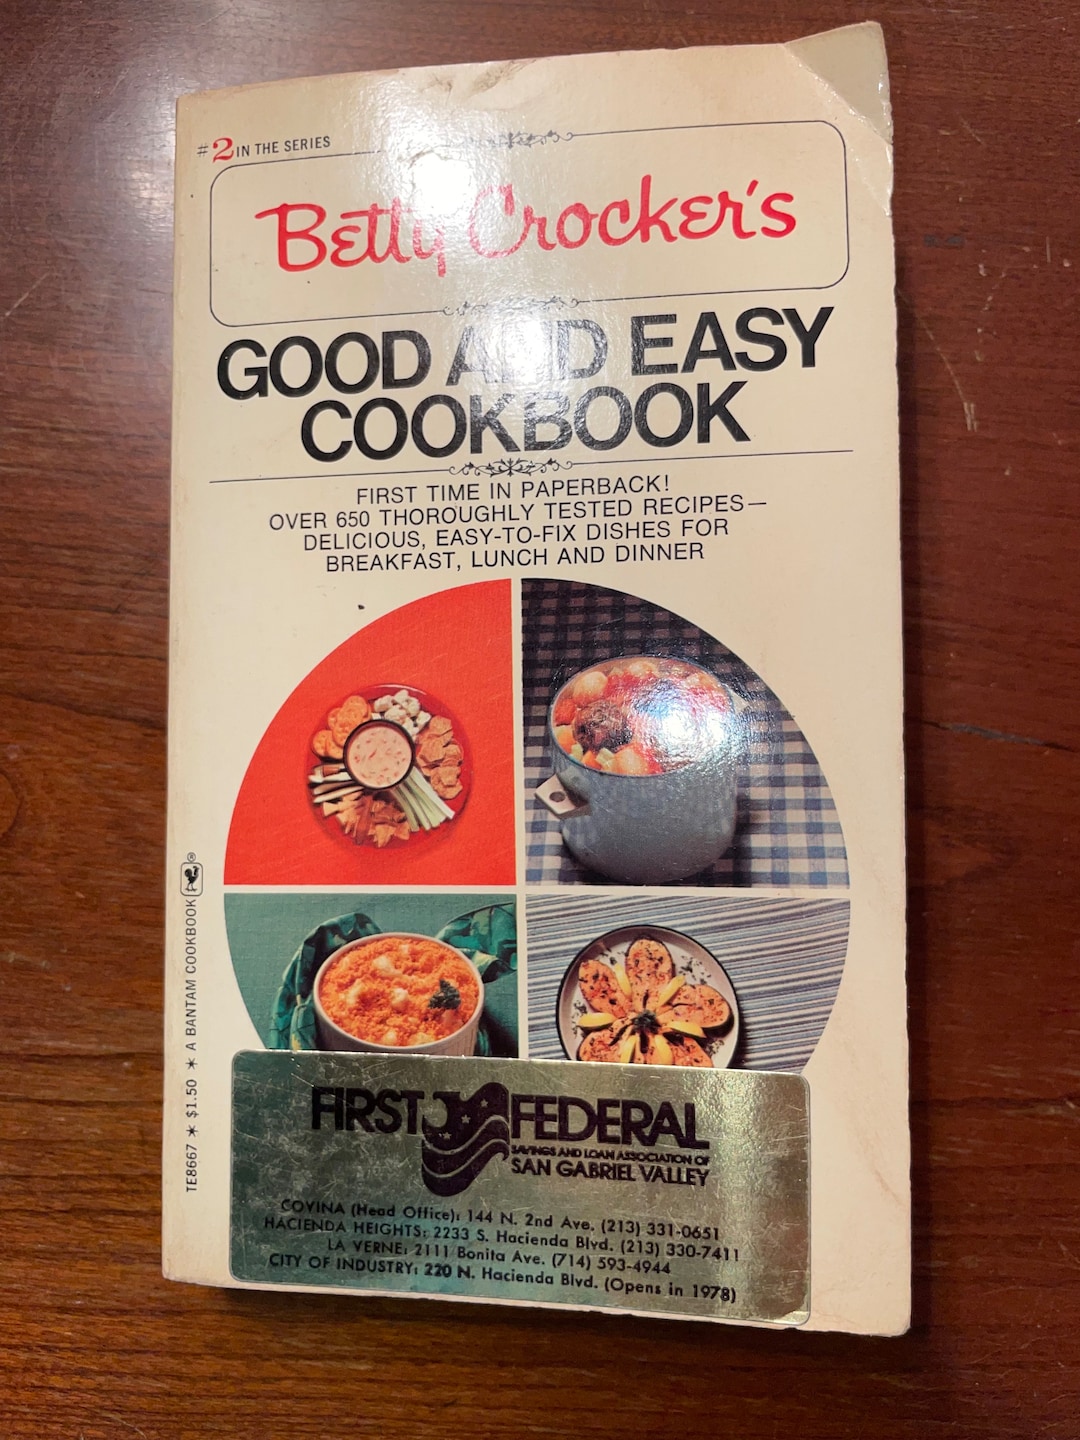 #2 IN THE SERIES
Betty Crocker's
GOOD AND EASY
COOKBOOK
FIRST TIME IN PAPERBACK!
OVER 650 THOROUGHLY TESTED RECIPES—
DELICIOUS, EASY-TO-FIX DISHES FOR
BREAKFAST, LUNCH AND DINNER
TE8667 * $1.50 * A BANTAM COOKBOOK ®
FIRST FEDERAL
SAVINGS AND LOAN ASSOCIATION OF
SAN GABRIEL VALLEY
COVINA (Head Office): 144 N. 2nd Ave. (213) 331-0651
HACIENDA HEIGHTS: 2233 S. Hacienda Blvd. (213) 330-7411
LA VERNE: 2111 Bonita Ave. (714) 593-4944
CITY OF INDUSTRY: 220 N. Hacienda Blvd. (Opens in 1978)